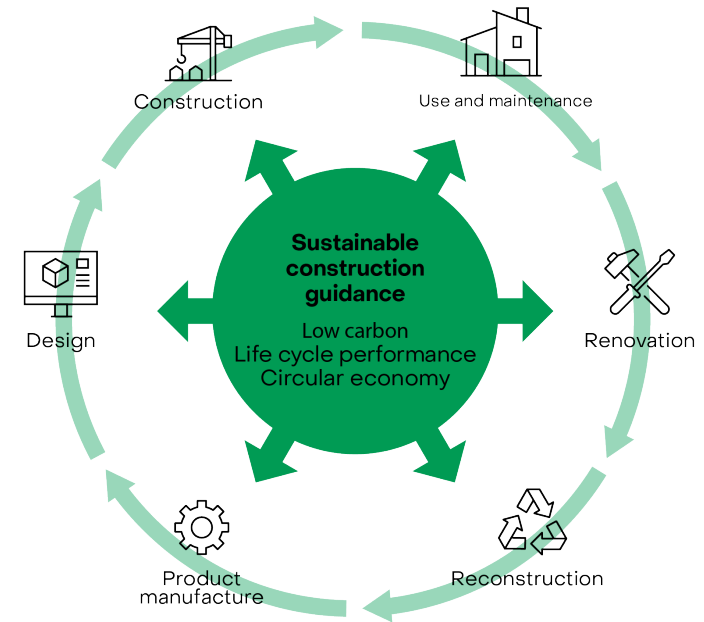 Construction
Use and maintenance
Sustainable
construction
guidance
Low carbon
Life cycle performance
Circular economy
Design
Renovation
Product
manufacture
Reconstruction